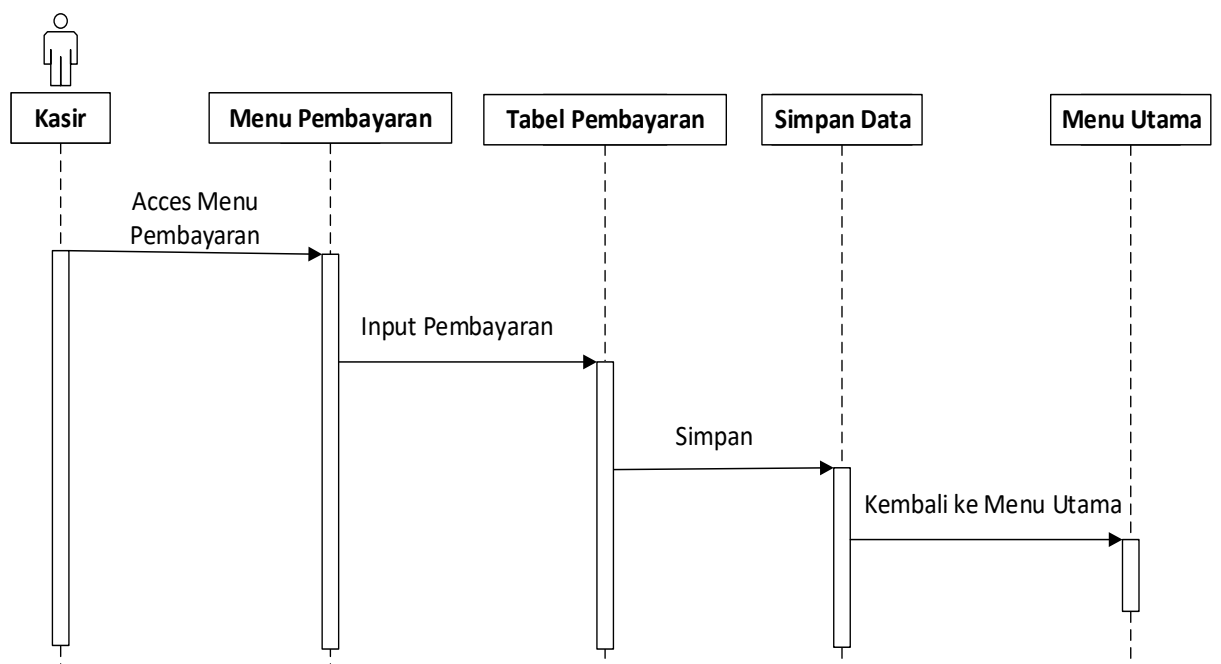 Kasir
Menu Pembayaran
Tabel Pembayaran
Simpan Data
Menu Utama
Acces Menu
Pembayaran
Input Pembayaran
Simpan
Kembali ke Menu Utama